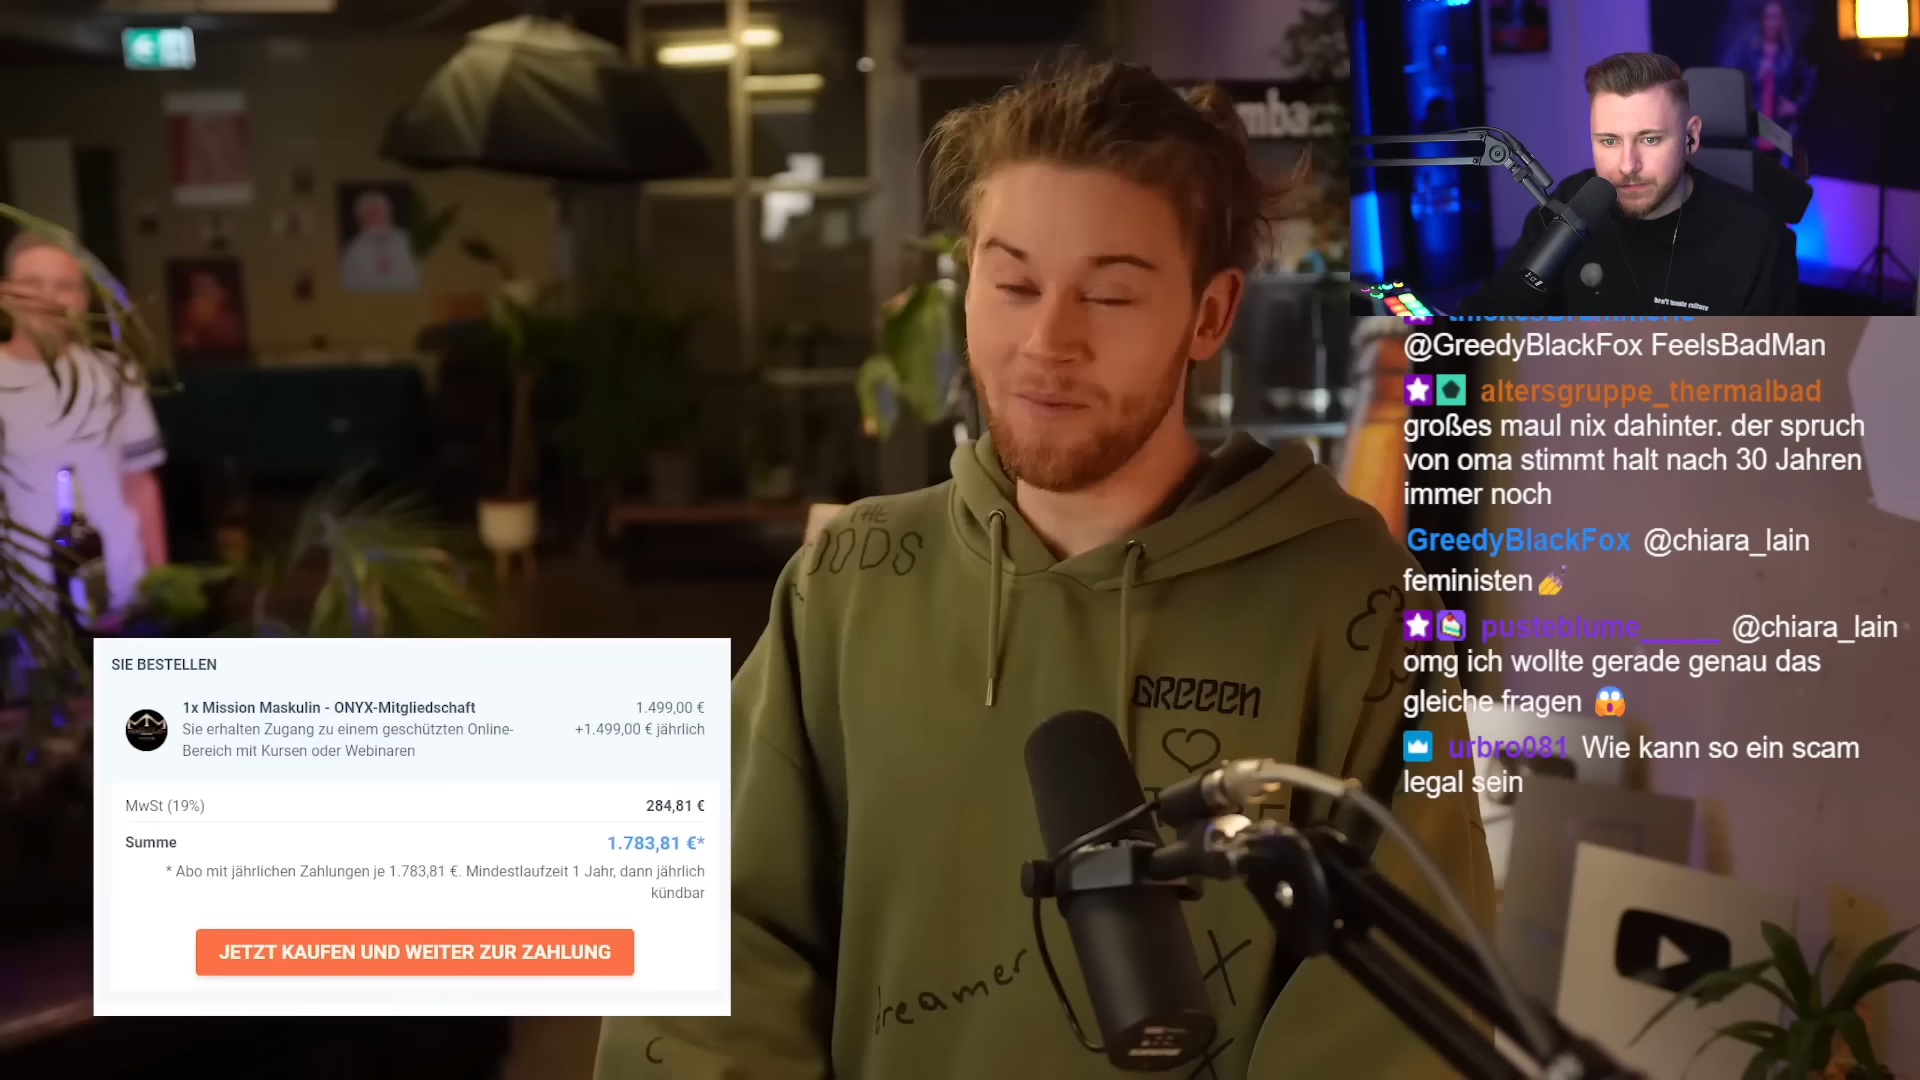 mba
THE
OODS
GREEEN
dreamer
C
SIE BESTELLEN
1x Mission Maskulin - ONYX-Mitgliedschaft 1.499,00 €
Sie erhalten Zugang zu einem geschützten Online- +1.499,00 € jährlich
Bereich mit Kursen oder Webinaren
MwSt (19%) 284,81 €
Summe 1.783,81 €*
* Abo mit jährlichen Zahlungen je 1.783,81 €. Mindestlaufzeit 1 Jahr, dann jährlich
kündbar
JETZT KAUFEN UND WEITER ZUR ZAHLUNG
@GreedyBlackFox FeelsBadMan
altersgruppe_thermalbad
großes maul nix dahinter. der spruch
von oma stimmt halt nach 30 Jahren
immer noch
GreedyBlackFox @chiara_lain
feministen💅
pusteblume_____ @chiara_lain
omg ich wollte gerade genau das
gleiche fragen 😱
urbro081 Wie kann so ein scam
legal sein